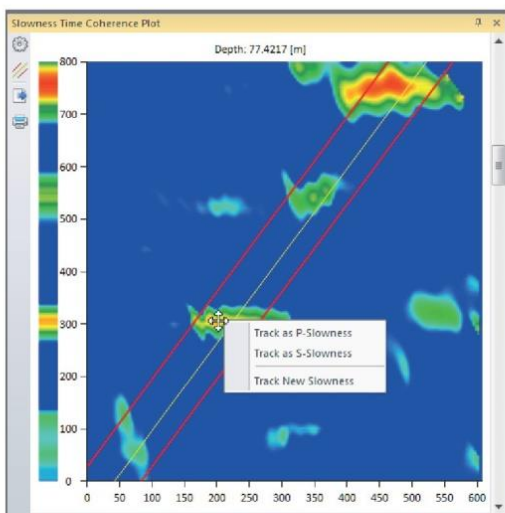 Slowness Time Coherence Plot
Depth: 77.4217 [m]
800
700
600
500
400
300
200
100
0
Track as P-Slowness
Track as S-Slowness
Track New Slowness
0 50 100 150 200 250 300 350 400 450 500 550 600